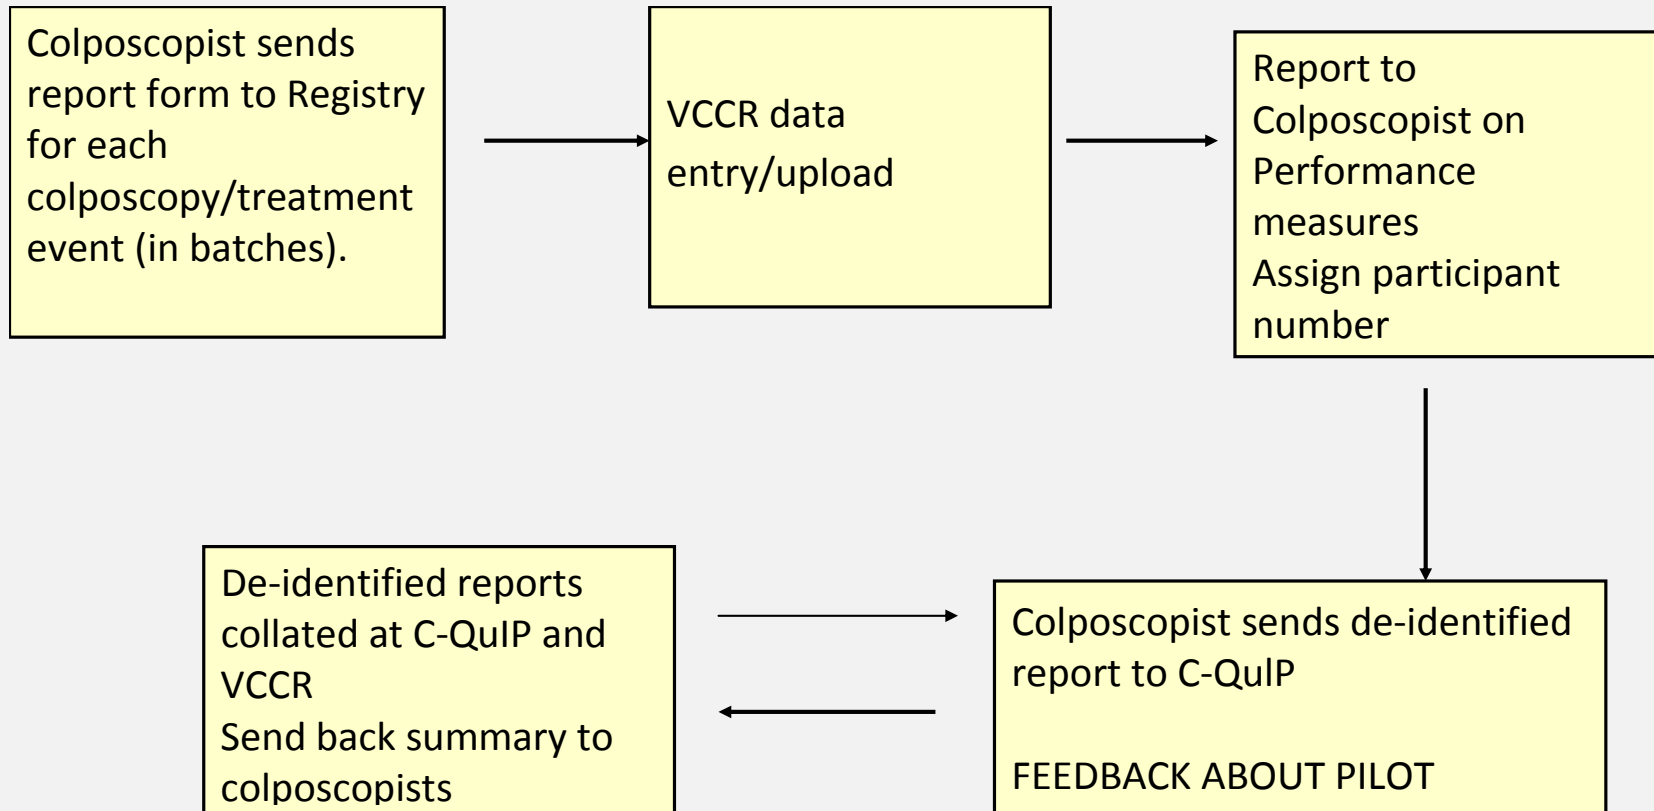 Colposcopist sends
report form to Registry
for each
colposcopy/treatment
event (in batches).
VCCR data
entry/upload
Report to
Colposcopist on
Performance
measures
Assign participant
number
De-identified reports
collated at C-QuIP and
VCCR
Send back summary to
colposcopists
Colposcopist sends de-identified
report to C-QuIP
FEEDBACK ABOUT PILOT